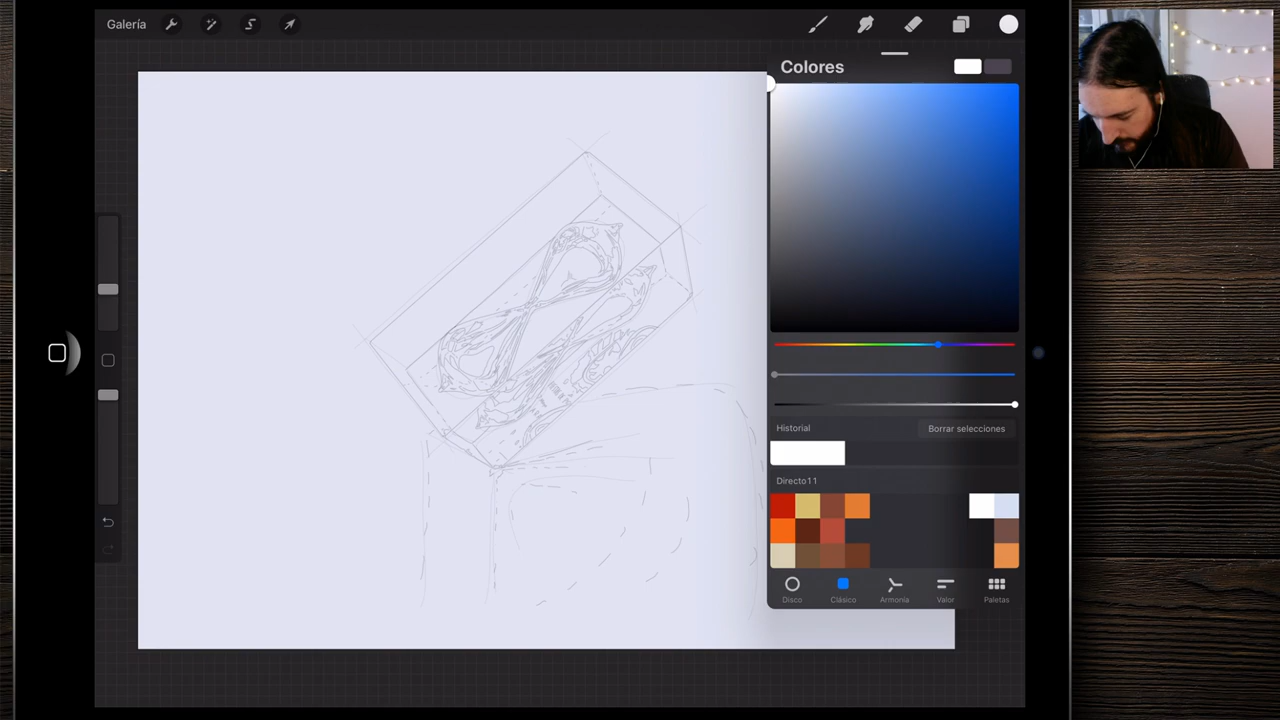 Galería
Colores
Historial
Borrar selecciones
Directo11
Disco
Clásico
Armonía
Valor
Paletas